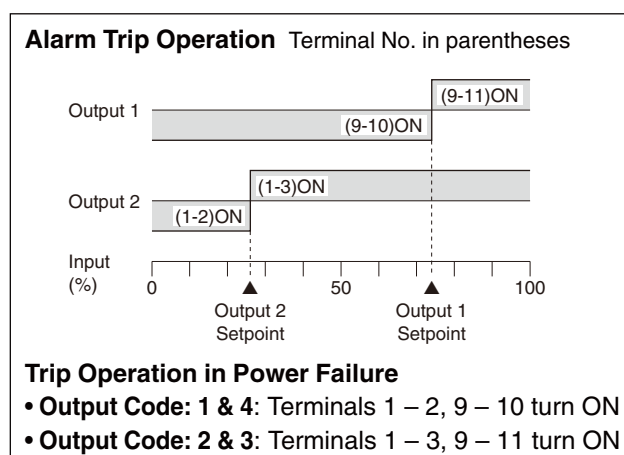 Alarm Trip Operation Terminal No. in parentheses
Output 1
(9-11)ON
(9-10)ON
Output 2
(1-3)ON
(1-2)ON
Input
(%)
0 50 100
Output 2
Setpoint
Output 1
Setpoint
Trip Operation in Power Failure
• Output Code: 1 & 4: Terminals 1 – 2, 9 – 10 turn ON
• Output Code: 2 & 3: Terminals 1 – 3, 9 – 11 turn ON